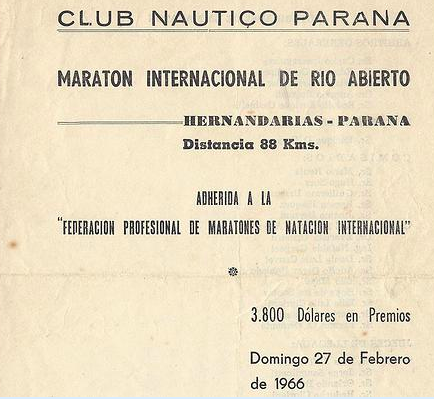 CLUB NAUTICO PARANA
MARATON INTERNACIONAL DE RIO ABIERTO
HERNANDARIAS - PARANA
Distancia 88 Kms.
ADHERIDA A LA
"FEDERACION PROFESIONAL DE MARATONES DE NATACION INTERNACIONAL"
3.800 Dólares en Premios
Domingo 27 de Febrero
de 1966